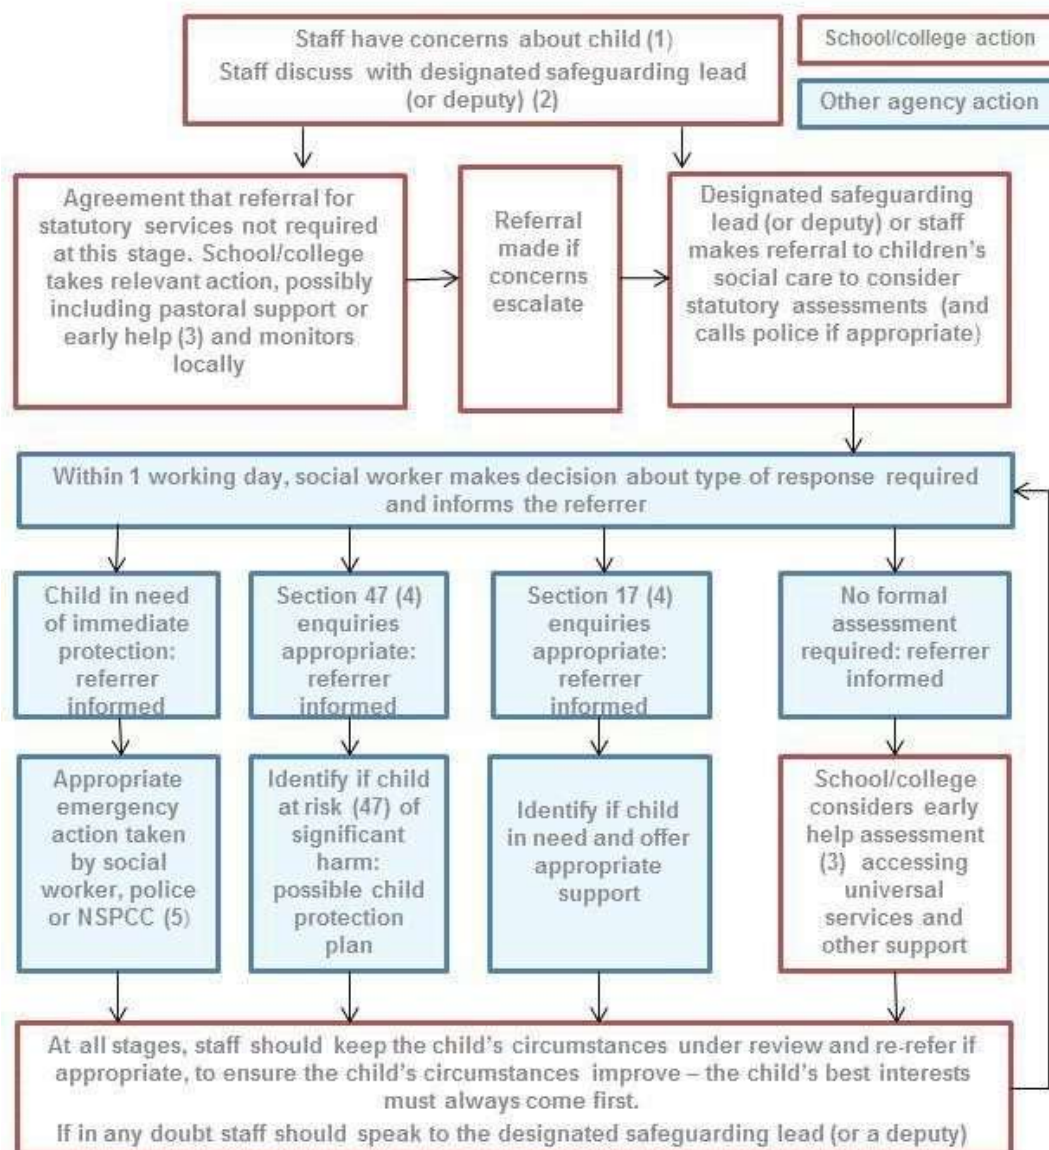 Staff have concerns about child (1)
Staff discuss with designated safeguarding lead
(or deputy) (2)
School/college action
Other agency action
Agreement that referral for
statutory services not required
at this stage. School/college
takes relevant action, possibly
including pastoral support or
early help (3) and monitors
locally
Referral
made if
concerns
escalate
Designated safeguarding
lead (or deputy) or staff
makes referral to children's
social care to consider
statutory assessments (and
calls police if appropriate)
Within 1 working day, social worker makes decision about type of response required
and informs the referrer
Child in need
of immediate
protection:
referrer
informed
Section 47 (4)
enquiries
appropriate:
referrer
informed
Section 17 (4)
enquiries
appropriate:
referrer
informed
No formal
assessment
required: referrer
informed
Appropriate
emergency
action taken
by social
worker, police
or NSPCC (5)
Identify if child
at risk (47) of
significant
harm:
possible child
protection
plan
Identify if child
in need and offer
appropriate
support
School/college
considers early
help assessment
(3) accessing
universal
services and
other support
At all stages, staff should keep the child's circumstances under review and re-refer if
appropriate, to ensure the child's circumstances improve – the child's best interests
must always come first.
If in any doubt staff should speak to the designated safeguarding lead (or a deputy)